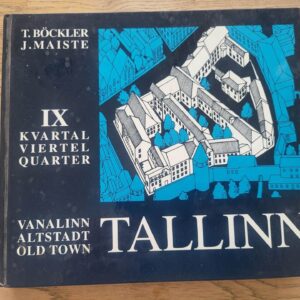 T. BÖCKLER
J. MAISTE
IX
KVARTAL
VIERTEL
QUARTER
VANALINN
ALTSTADT
OLD TOWN
TALLINN